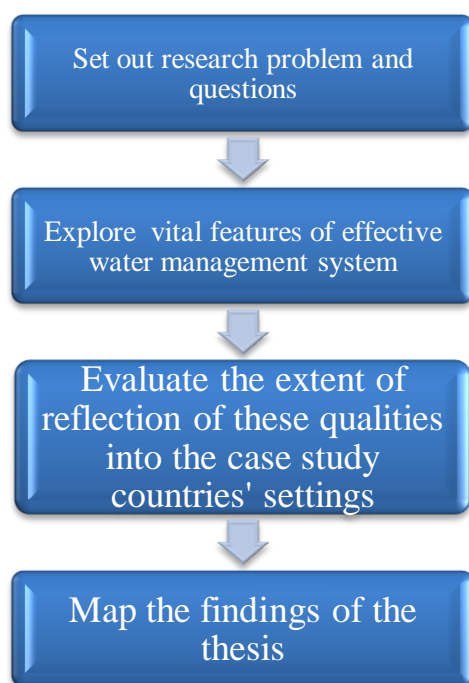 Set out research problem and
questions
Explore vital features of effective
water management system
Evaluate the extent of
reflection of these qualities
into the case study
countries' settings
Map the findings of the
thesis